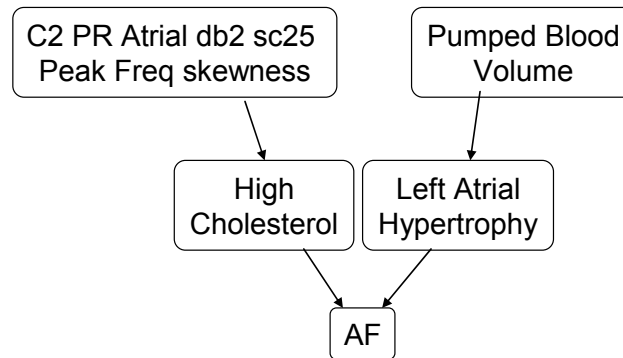 C2 PR Atrial db2 sc25
Peak Freq skewness
Pumped Blood
Volume
High
Cholesterol
Left Atrial
Hypertrophy
AF